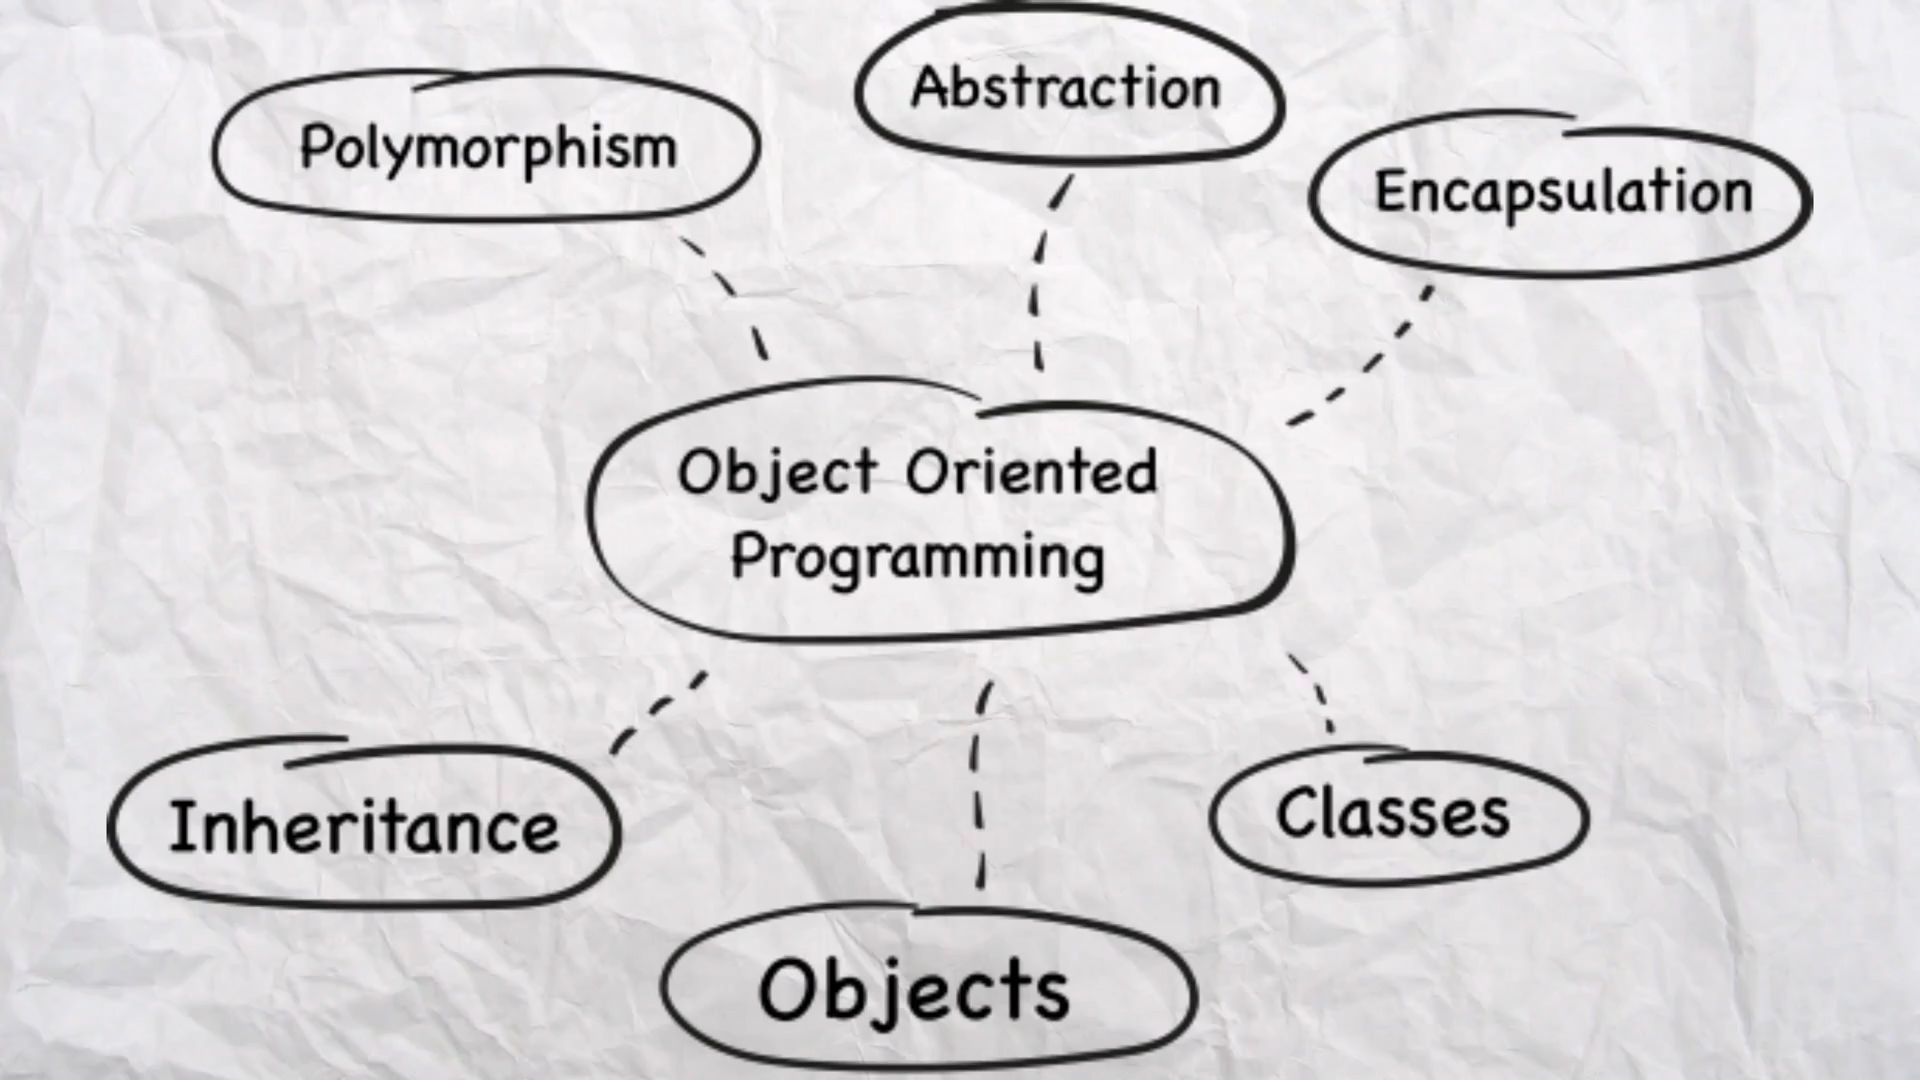 Polymorphism
Abstraction
Encapsulation
Object Oriented
Programming
Inheritance
Objects
Classes